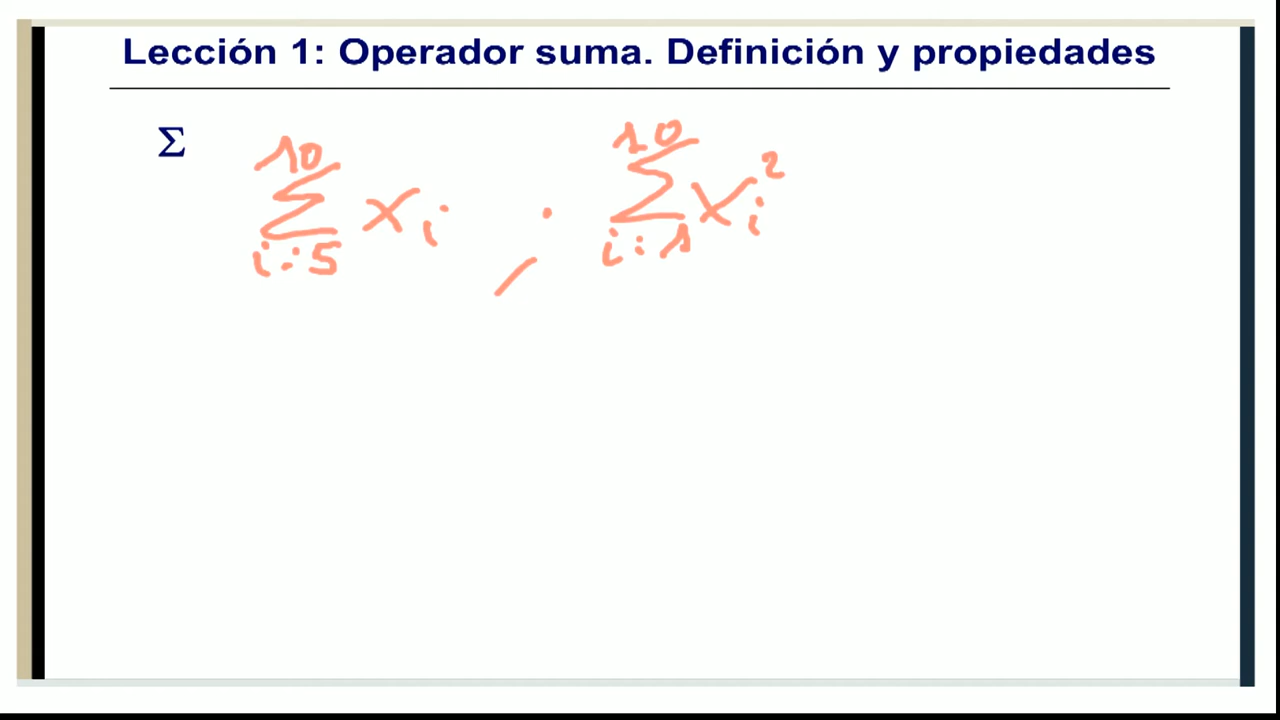 Lección 1: Operador suma. Definición y propiedades
Σ
10 10
Σ xᵢ ; Σ xᵢ²
i:5 i:1